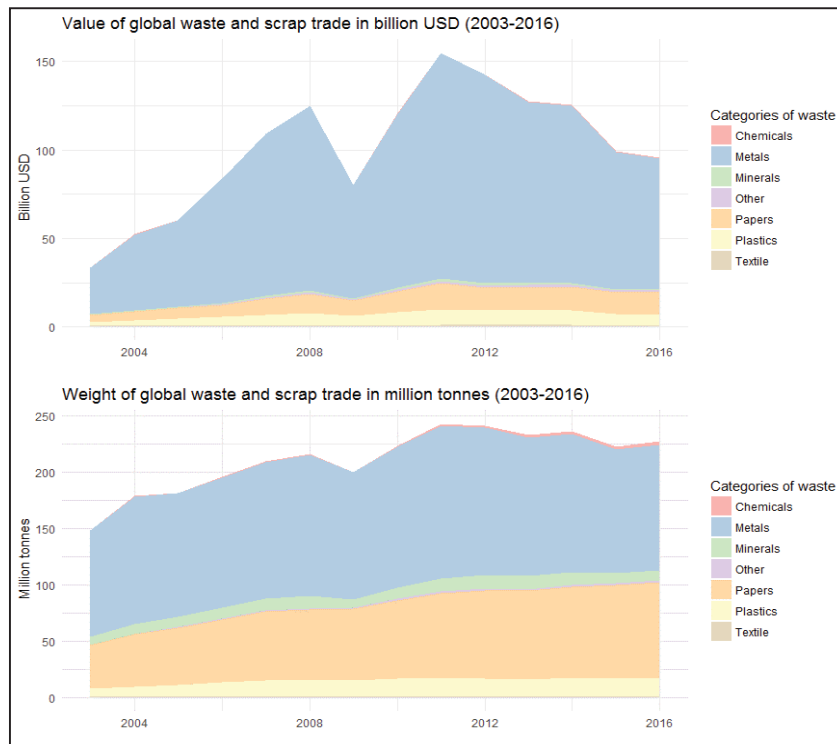 Value of global waste and scrap trade in billion USD (2003-2016)
150
100
50
0
Billion USD
2004
2008
2012
2016
Categories of waste
Chemicals
Metals
Minerals
Other
Papers
Plastics
Textile
Weight of global waste and scrap trade in million tonnes (2003-2016)
250
200
150
100
50
0
Million tonnes
2004
2008
2012
2016
Categories of waste
Chemicals
Metals
Minerals
Other
Papers
Plastics
Textile